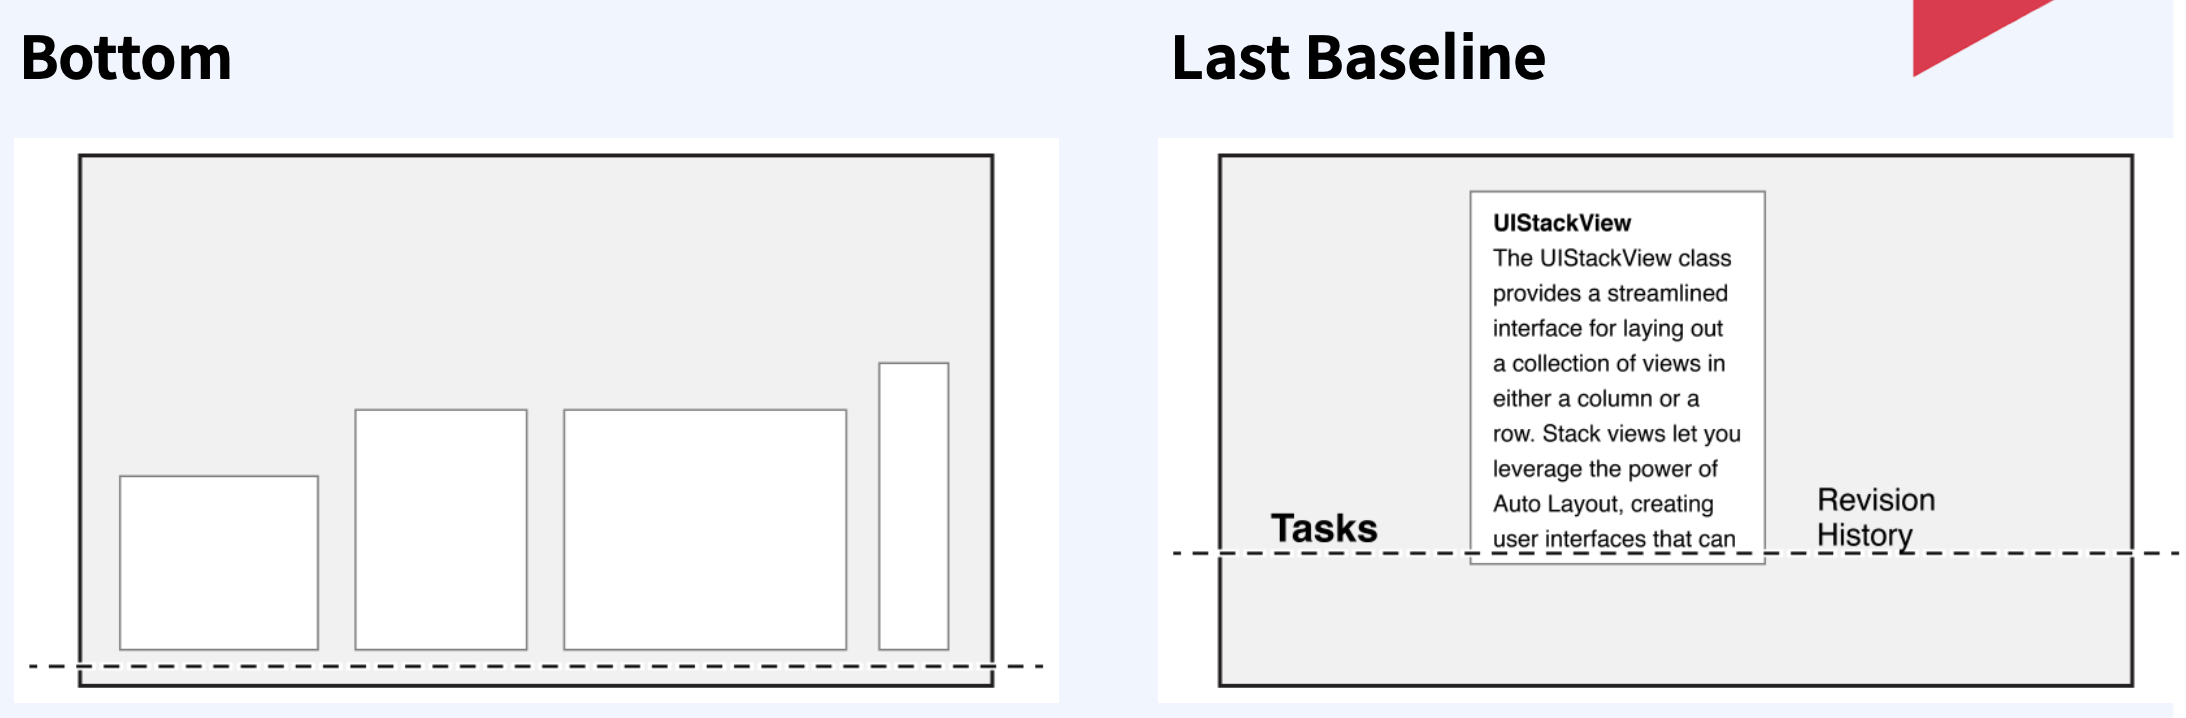 Bottom
Last Baseline
UIStackView
The UIStackView class
provides a streamlined
interface for laying out
a collection of views in
either a column or a
row. Stack views let you
leverage the power of
Auto Layout, creating
user interfaces that can
Tasks
Revision
History